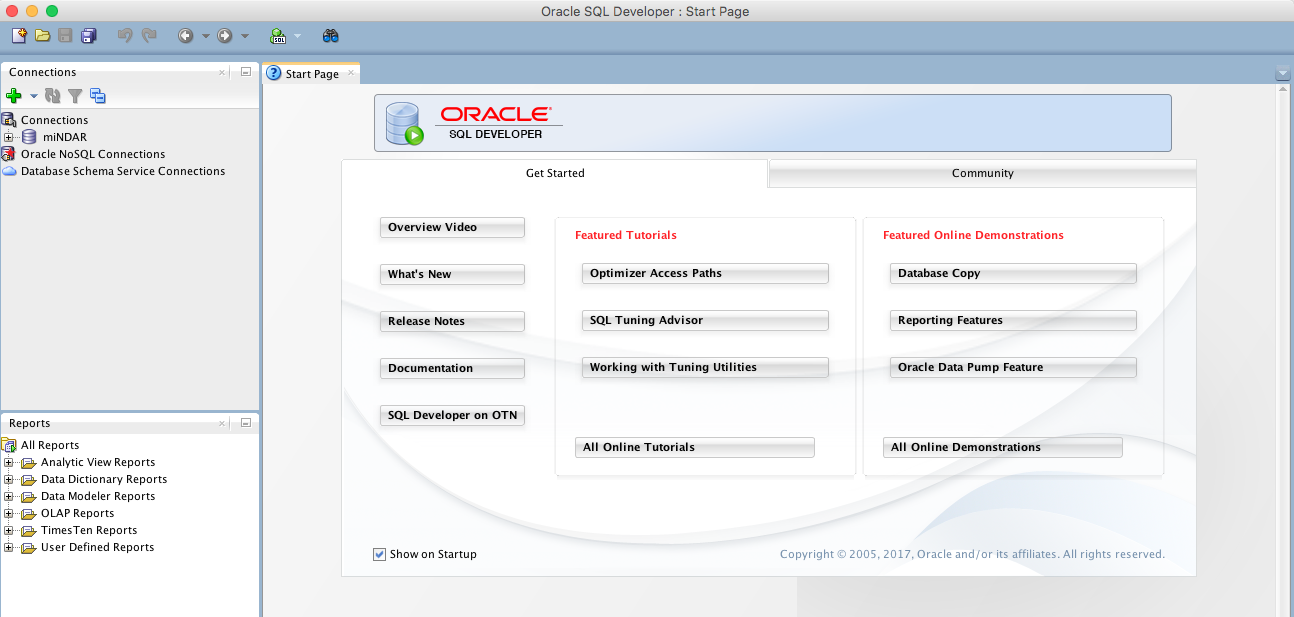 Oracle SQL Developer : Start Page
SQL
Connections
Connections
miNDAR
Oracle NoSQL Connections
Database Schema Service Connections
Reports
All Reports
Analytic View Reports
Data Dictionary Reports
Data Modeler Reports
OLAP Reports
TimesTen Reports
User Defined Reports
? Start Page
ORACLE®
SQL DEVELOPER
Get Started
Community
Overview Video
What's New
Release Notes
Documentation
SQL Developer on OTN
Featured Tutorials
Optimizer Access Paths
SQL Tuning Advisor
Working with Tuning Utilities
All Online Tutorials
Featured Online Demonstrations
Database Copy
Reporting Features
Oracle Data Pump Feature
All Online Demonstrations
Show on Startup
Copyright © 2005, 2017, Oracle and/or its affiliates. All rights reserved.